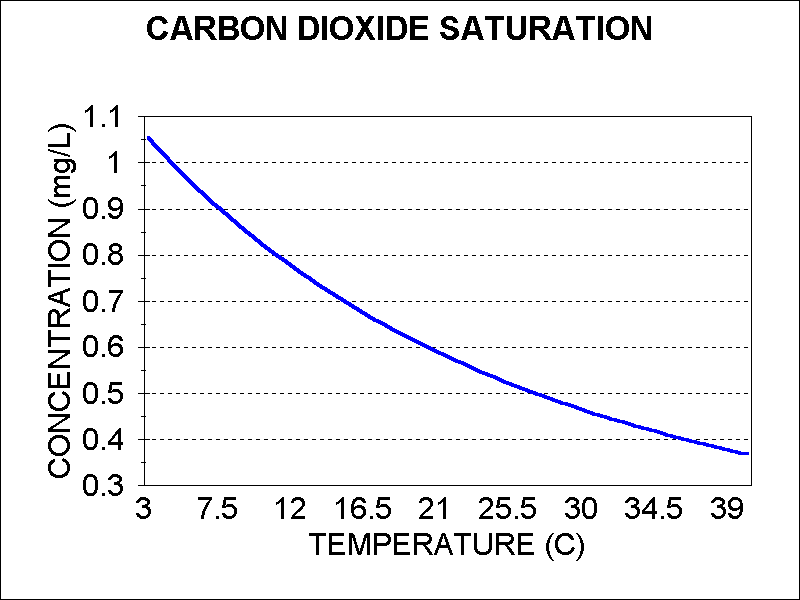 CARBON DIOXIDE SATURATION
CONCENTRATION (mg/L)
1.1
1
0.9
0.8
0.7
0.6
0.5
0.4
0.3
3 7.5 12 16.5 21 25.5 30 34.5 39
TEMPERATURE (C)